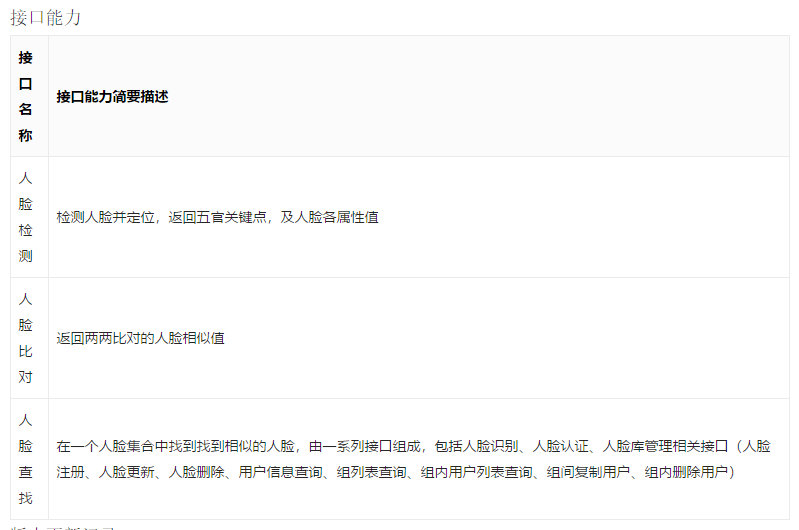 接口能力
接口名称
接口能力简要描述
人脸检测
检测人脸并定位，返回五官关键点，及人脸各属性值
人脸比对
返回两两比对的人脸相似值
人脸查找
在一个人脸集合中找到找到相似的人脸，由一系列接口组成，包括人脸识别、人脸认证、人脸库管理相关接口（人脸
注册、人脸更新、人脸删除、用户信息查询、组列表查询、组内用户列表查询、组间复制用户、组内删除用户）